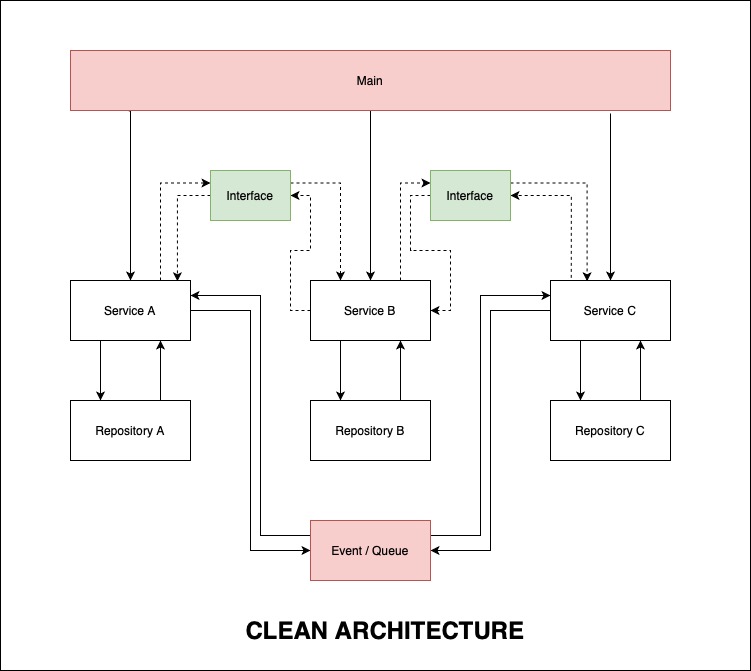 Main
Interface
Interface
Service A
Service B
Service C
Repository A
Repository B
Repository C
Event / Queue
CLEAN ARCHITECTURE